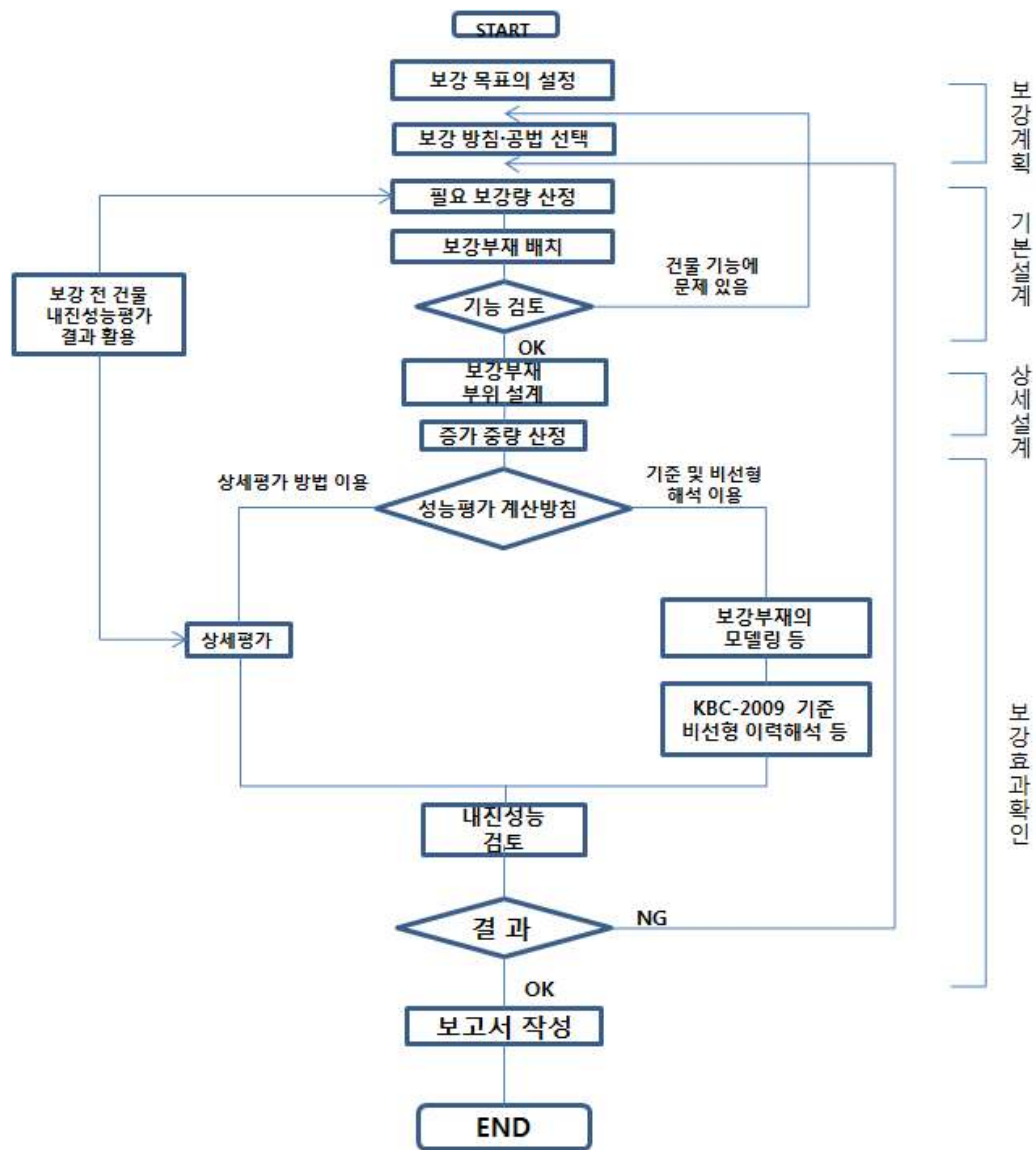 START
보강 목표의 설정
보강 방침·공법 선택
보강계획
필요 보강량 산정
보강부재 배치
기본설계
건물 기능에
문제 있음
보강 전 건물
내진성능평가
결과 활용
기능 검토
OK
보강부재
부위 설계
상세설계
증가 중량 산정
상세평가 방법 이용
기준 및 비선형
해석 이용
성능평가 계산방침
상세평가
보강부재의
모델링 등
KBC-2009 기준
비선형 이력해석 등
보강효과확인
내진성능
검토
결 과
NG
OK
보고서 작성
END